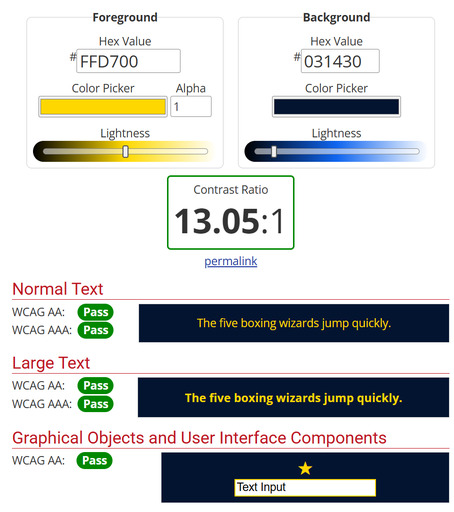 Foreground
Hex Value
# FFD700
Color Picker
Alpha
1
Lightness
Background
Hex Value
# 031430
Color Picker
Lightness
Contrast Ratio
13.05:1
permalink
Normal Text
WCAG AA: Pass
WCAG AAA: Pass
The five boxing wizards jump quickly.
Large Text
WCAG AA: Pass
WCAG AAA: Pass
The five boxing wizards jump quickly.
Graphical Objects and User Interface Components
WCAG AA: Pass
Text Input